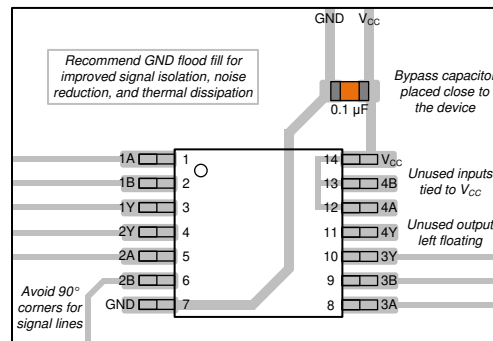 GND VCC
Recommend GND flood fill for
improved signal isolation, noise
reduction, and thermal dissipation
Bypass capacitor
placed close to
the device
0.1 µF
1A 1 14 VCC
1B 2 13 4B
1Y 3 12 4A
2Y 4 11 4Y
2A 5 10 3Y
2B 6 9 3B
GND 7 8 3A
Unused inputs
tied to VCC
Unused output
left floating
Avoid 90°
corners for
signal lines